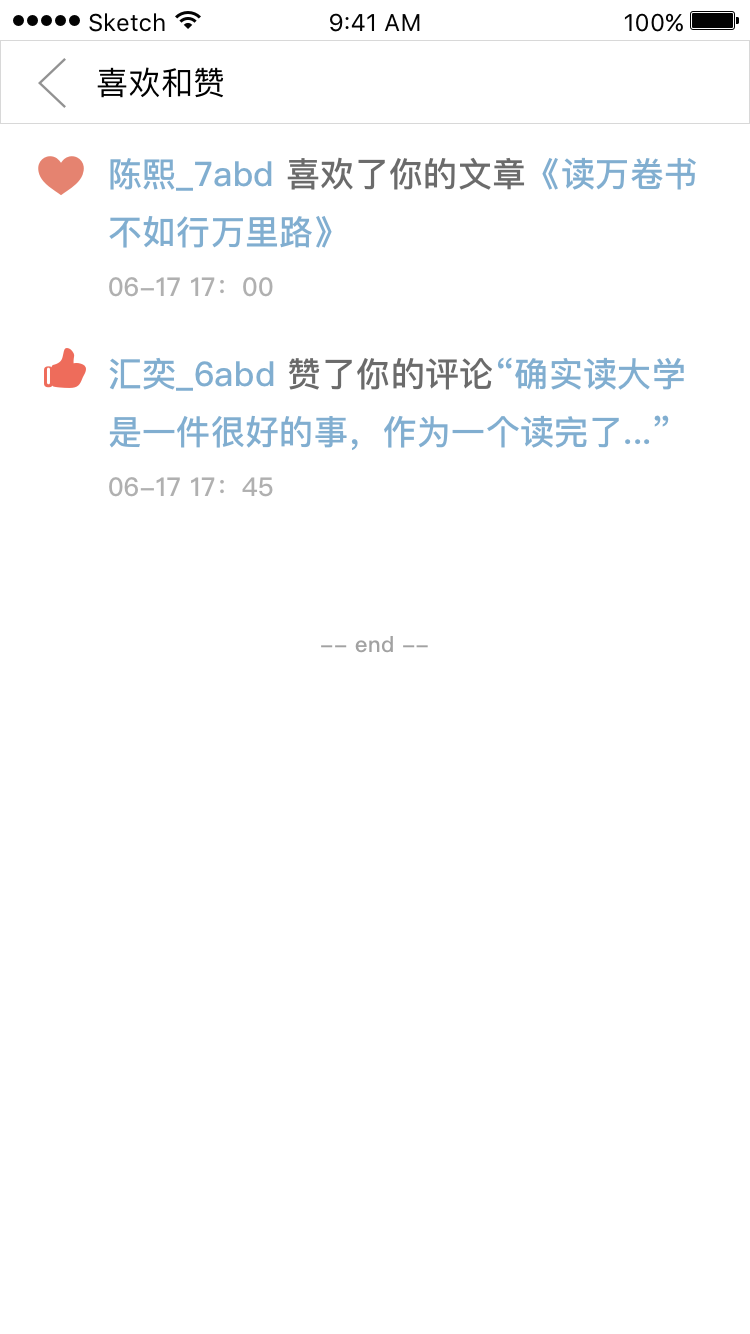 Sketch 9:41 AM 100%
喜欢和赞
陈熙_7abd 喜欢了你的文章《读万卷书
不如行万里路》
06-17 17：00
汇奕_6abd 赞了你的评论“确实读大学
是一件很好的事，作为一个读完了...”
06-17 17：45
-- end --